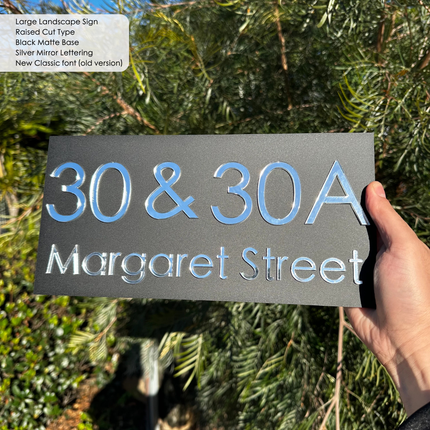 Large Landscape Sign
Raised Cut Type
Black Matte Base
Silver Mirror Lettering
New Classic font (old version)
30 & 30A
Margaret Street